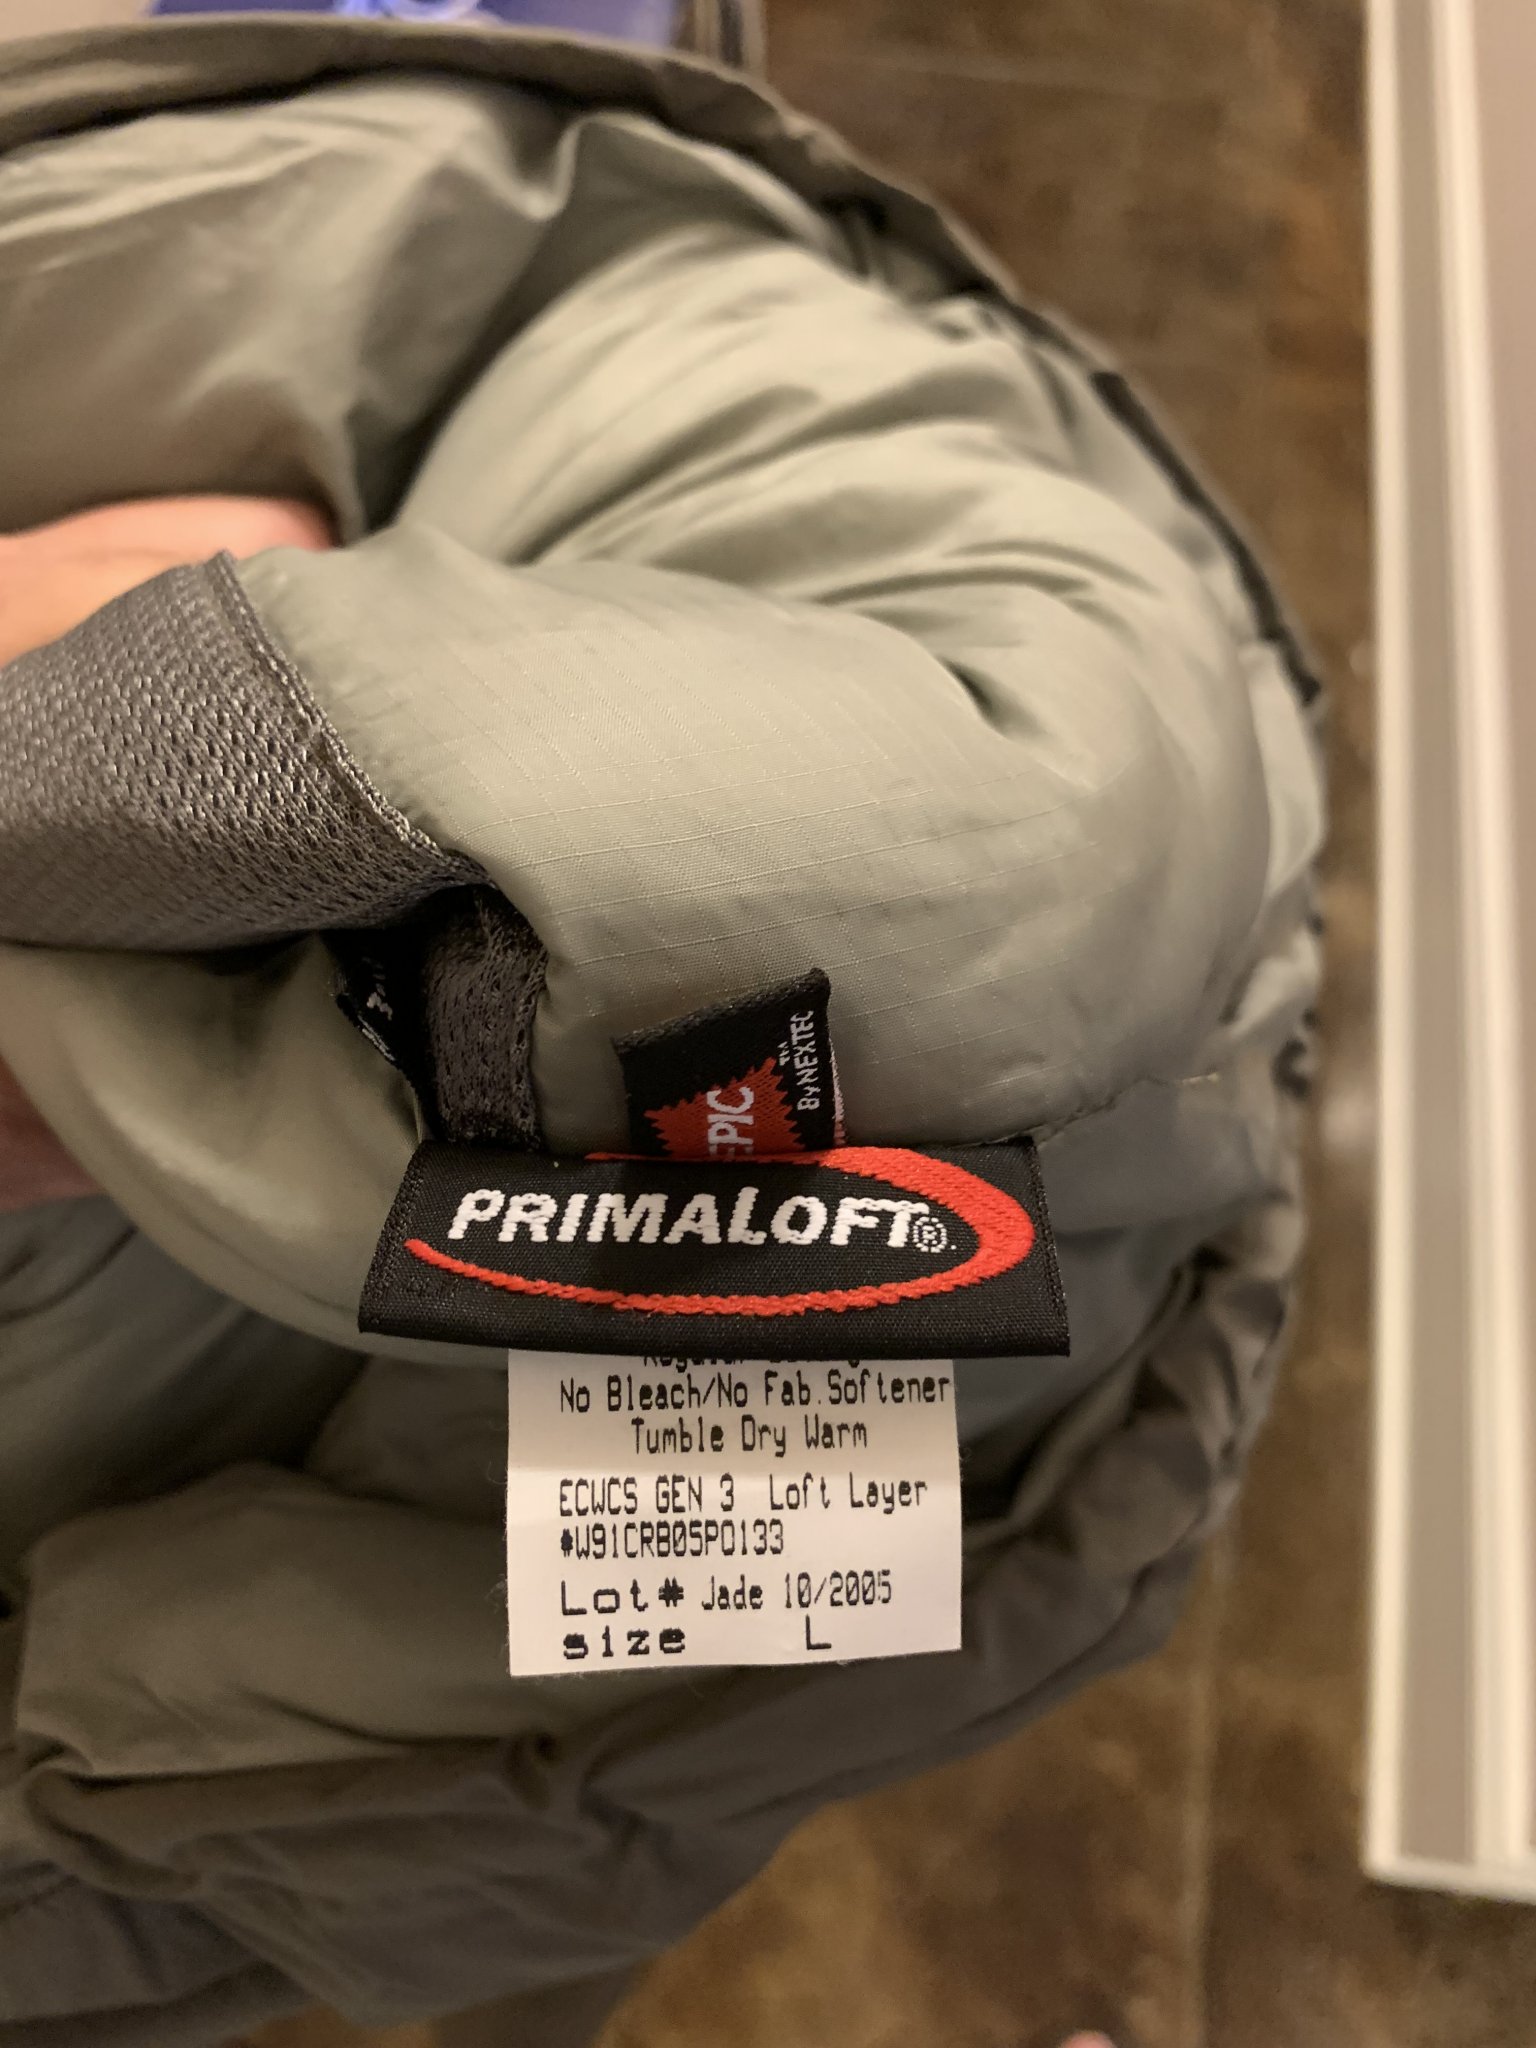 EPIC
™
By NEXTEC
PRIMALOFT®
No Bleach/No Fab.Softener
Tumble Dry Warm
ECWCS GEN 3 Loft Layer
#W91CRB05P0133
Lot# Jade 10/2005
size L